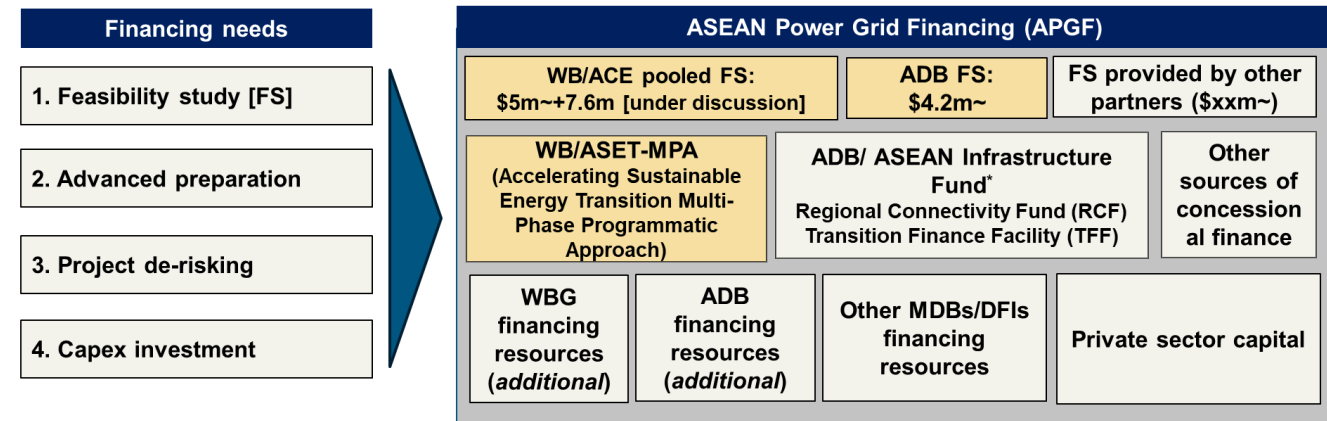 Financing needs
1. Feasibility study [FS]
2. Advanced preparation
3. Project de-risking
4. Capex investment
ASEAN Power Grid Financing (APGF)
WB/ACE pooled FS:
$5m~+7.6m [under discussion]
ADB FS:
$4.2m~
FS provided by other
partners ($xxm~)
WB/ASET-MPA
(Accelerating Sustainable
Energy Transition Multi-
Phase Programmatic
Approach)
ADB/ ASEAN Infrastructure
Fund*
Regional Connectivity Fund (RCF)
Transition Finance Facility (TFF)
Other
sources of
concession
al finance
WBG
financing
resources
(additional)
ADB
financing
resources
(additional)
Other MDBs/DFIs
financing
resources
Private sector capital